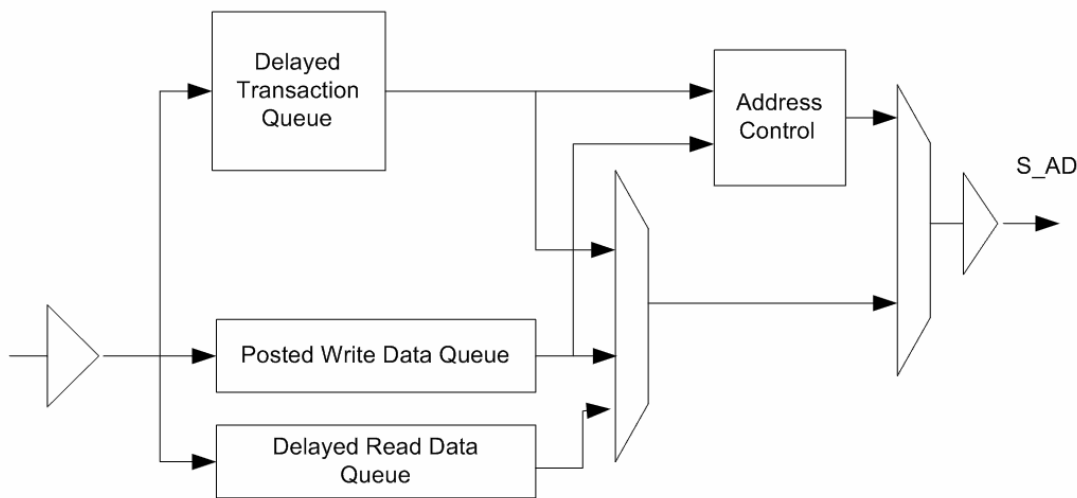 Delayed
Transaction
Queue
Address
Control
S_AD
Posted Write Data Queue
Delayed Read Data
Queue